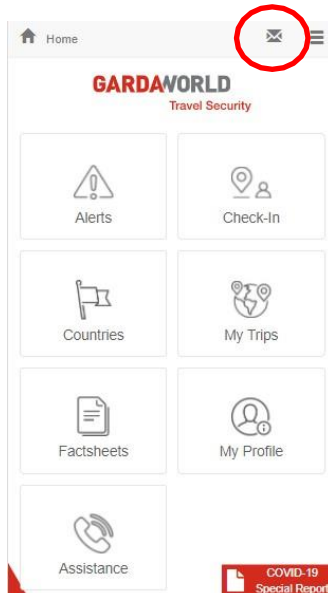 Home
GARDAWORLD
Travel Security
Alerts
Check-In
Countries
My Trips
Factsheets
My Profile
Assistance
COVID-19
Special Report